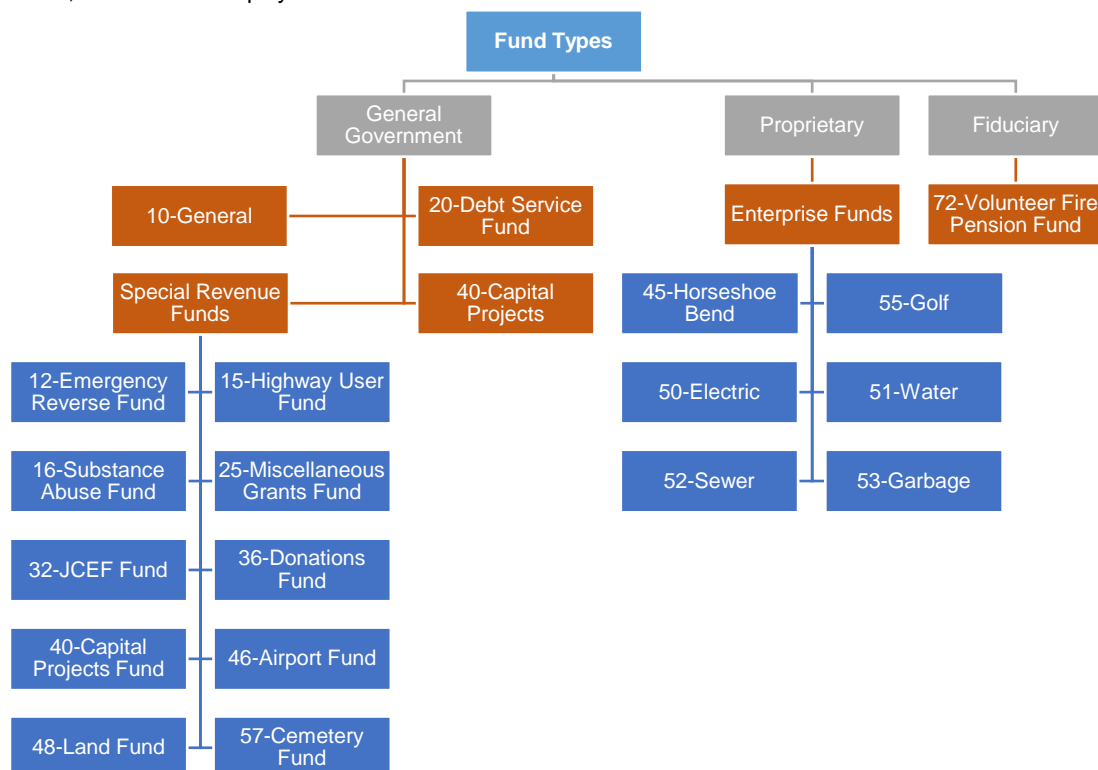 Fund Types
General
Government
Proprietary
Fiduciary
10-General
20-Debt Service
Fund
Enterprise Funds
72-Volunteer Fire
Pension Fund
Special Revenue
Funds
40-Capital
Projects
45-Horseshoe
Bend
55-Golf
12-Emergency
Reverse Fund
15-Highway User
Fund
50-Electric
51-Water
16-Substance
Abuse Fund
25-Miscellaneous
Grants Fund
52-Sewer
53-Garbage
32-JCEF Fund
36-Donations
Fund
40-Capital
Projects Fund
46-Airport Fund
48-Land Fund
57-Cemetery
Fund